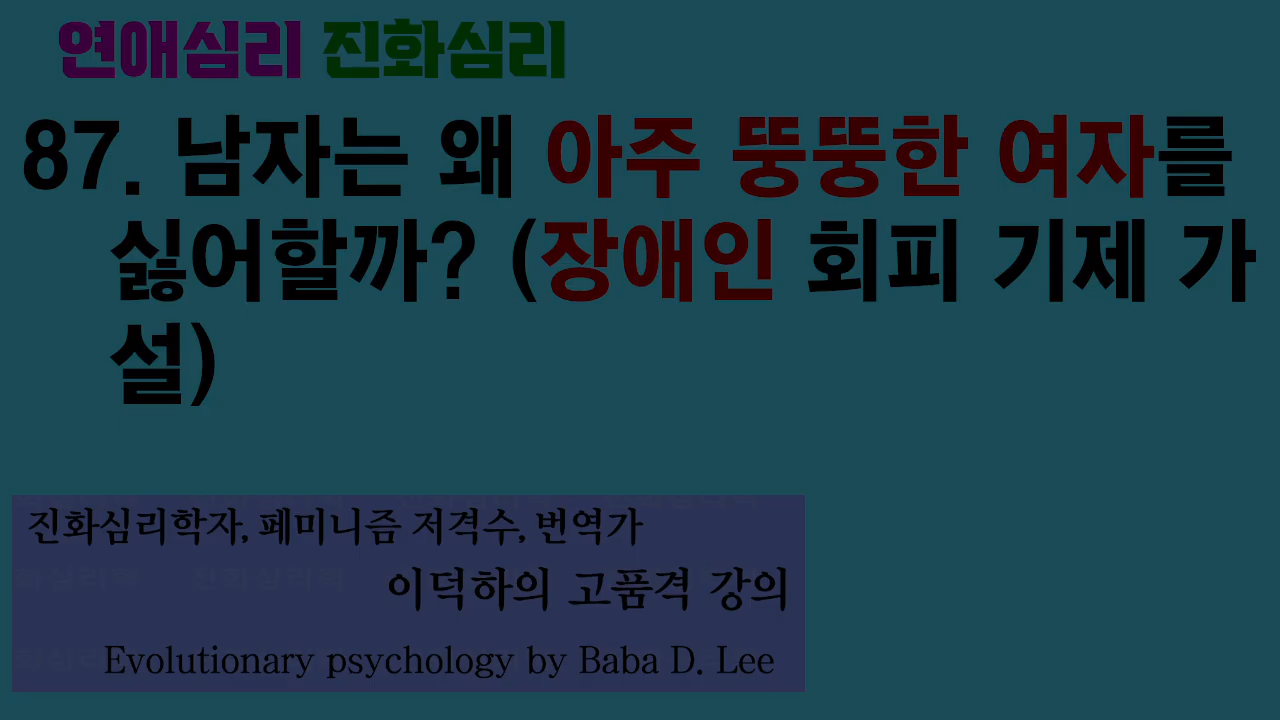 연애심리 진화심리
87. 남자는 왜 아주 뚱뚱한 여자를
싫어할까? (장애인 회피 기제 가
설)
진화심리학자, 페미니즘 저격수, 번역가
이덕하의 고품격 강의
Evolutionary psychology by Baba D. Lee